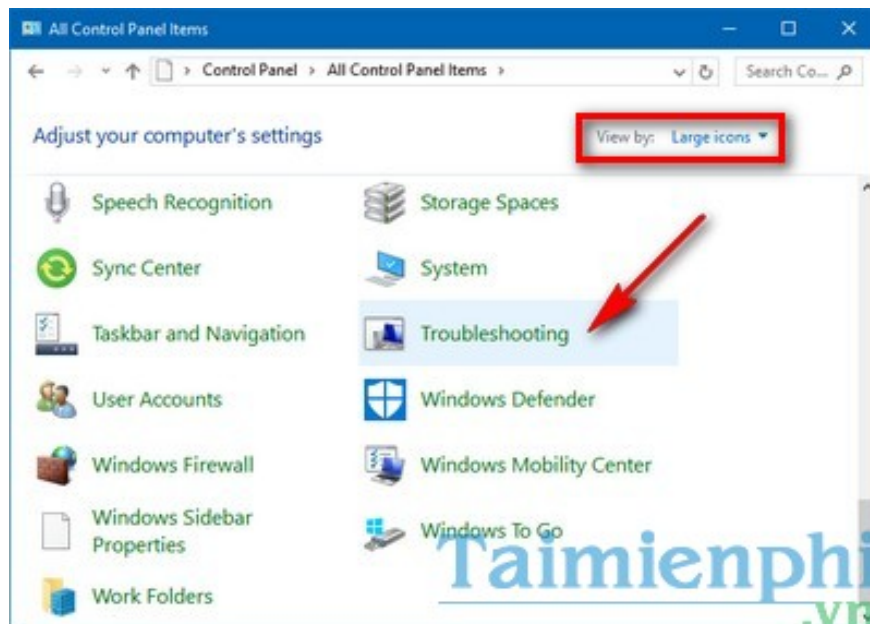 All Control Panel Items
Control Panel > All Control Panel Items >
Search Co...
Adjust your computer's settings
View by: Large icons
Speech Recognition
Storage Spaces
Sync Center
System
Taskbar and Navigation
Troubleshooting
User Accounts
Windows Defender
Windows Firewall
Windows Mobility Center
Windows Sidebar
Properties
Windows To Go
Work Folders
Taimienphi
.vn